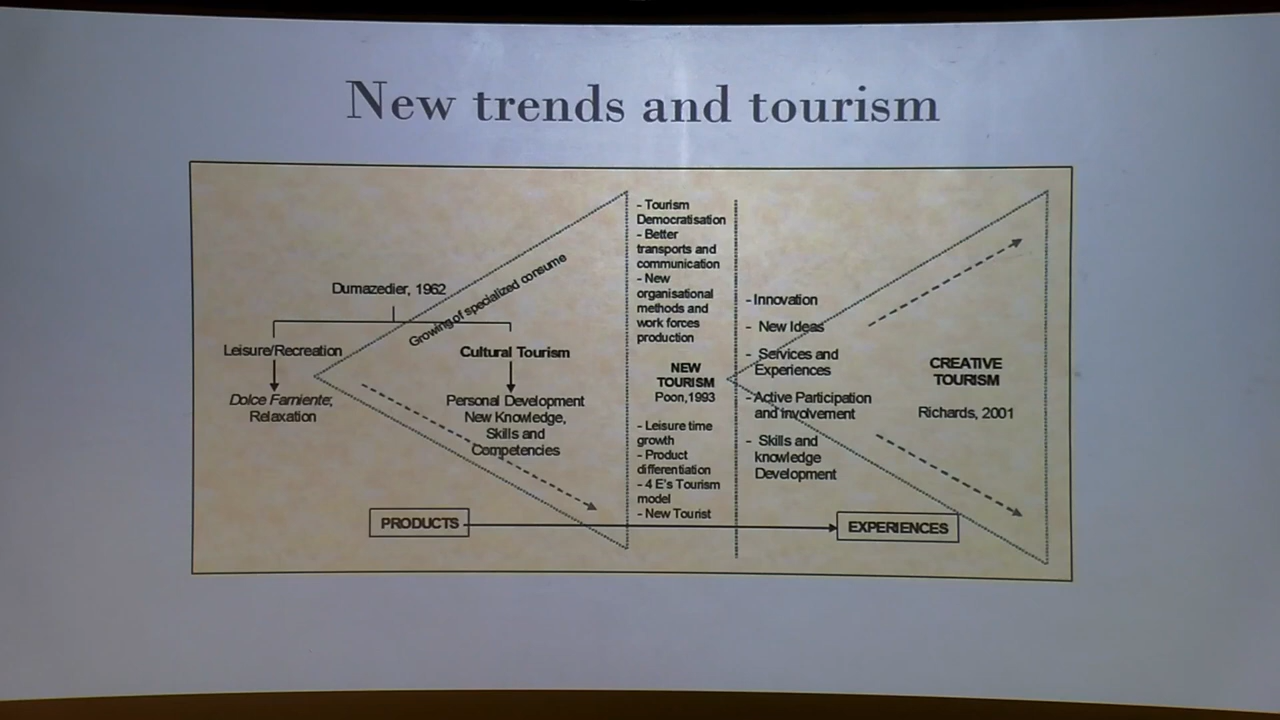 New trends and tourism
Dumazedier, 1962
Growing of specialized consume
Leisure/Recreation
Dolce Farniente;
Relaxation
Cultural Tourism
Personal Development
New Knowledge,
Skills and
Competencies
- Tourism
Democratisation
- Better
transports and
communication
- New
organisational
methods and
work forces
production
NEW
TOURISM
Poon,1993
- Leisure time
growth
- Product
differentiation
- 4 E's Tourism
model
- New Tourist
- Innovation
- New Ideas
- Services and
Experiences
- Active Participation
and involvement
- Skills and
knowledge
Development
CREATIVE
TOURISM
Richards, 2001
PRODUCTS
EXPERIENCES